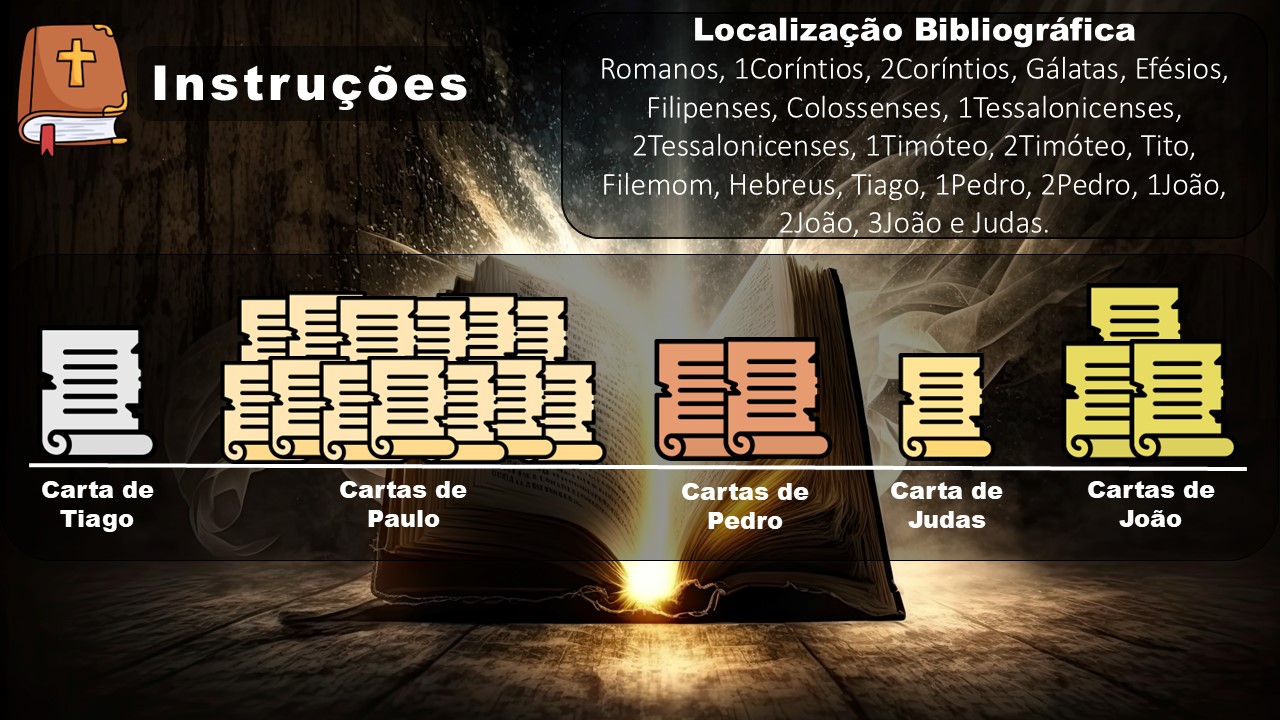 Instruções
Localização Bibliográfica
Romanos, 1Coríntios, 2Coríntios, Gálatas, Efésios,
Filipenses, Colossenses, 1Tessalonicenses,
2Tessalonicenses, 1Timóteo, 2Timóteo, Tito,
Filemom, Hebreus, Tiago, 1Pedro, 2Pedro, 1João,
2João, 3João e Judas.
Carta de
Tiago
Cartas de
Paulo
Cartas de
Pedro
Carta de
Judas
Cartas de
João